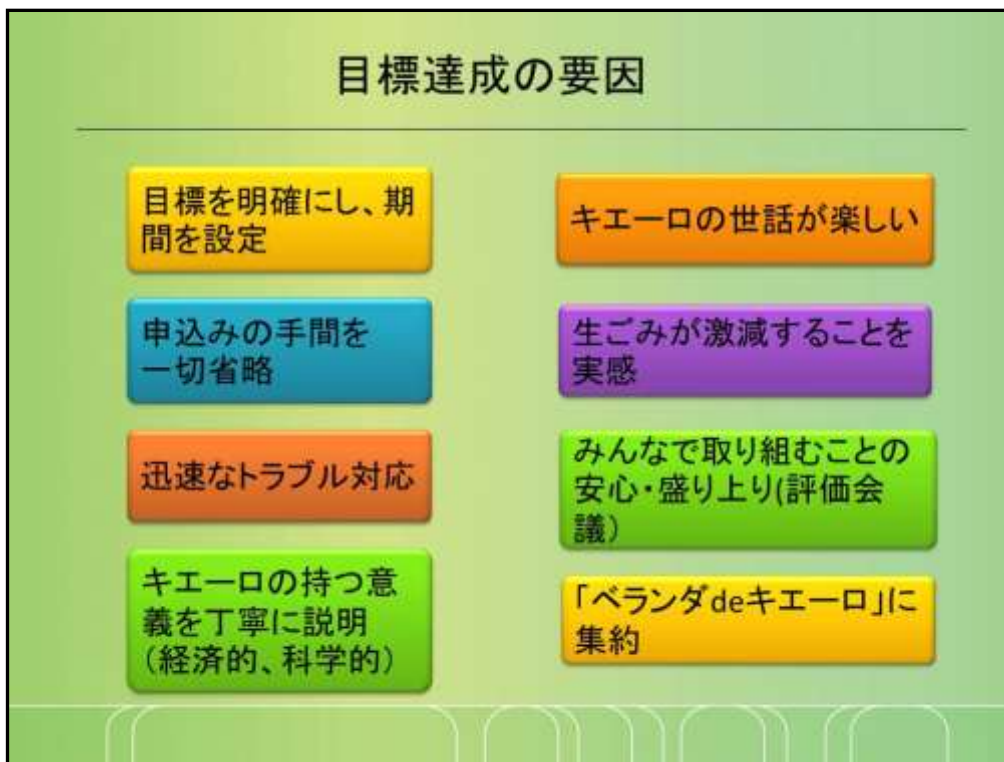 目標達成の要因
目標を明確にし、期
間を設定
申込みの手間を
一切省略
迅速なトラブル対応
キエーロの持つ意
義を丁寧に説明
（経済的、科学的）
キエーロの世話が楽しい
生ごみが激減することを
実感
みんなで取り組むことの
安心・盛り上り(評価会
議）
「ベランダdeキエーロ」に
集約